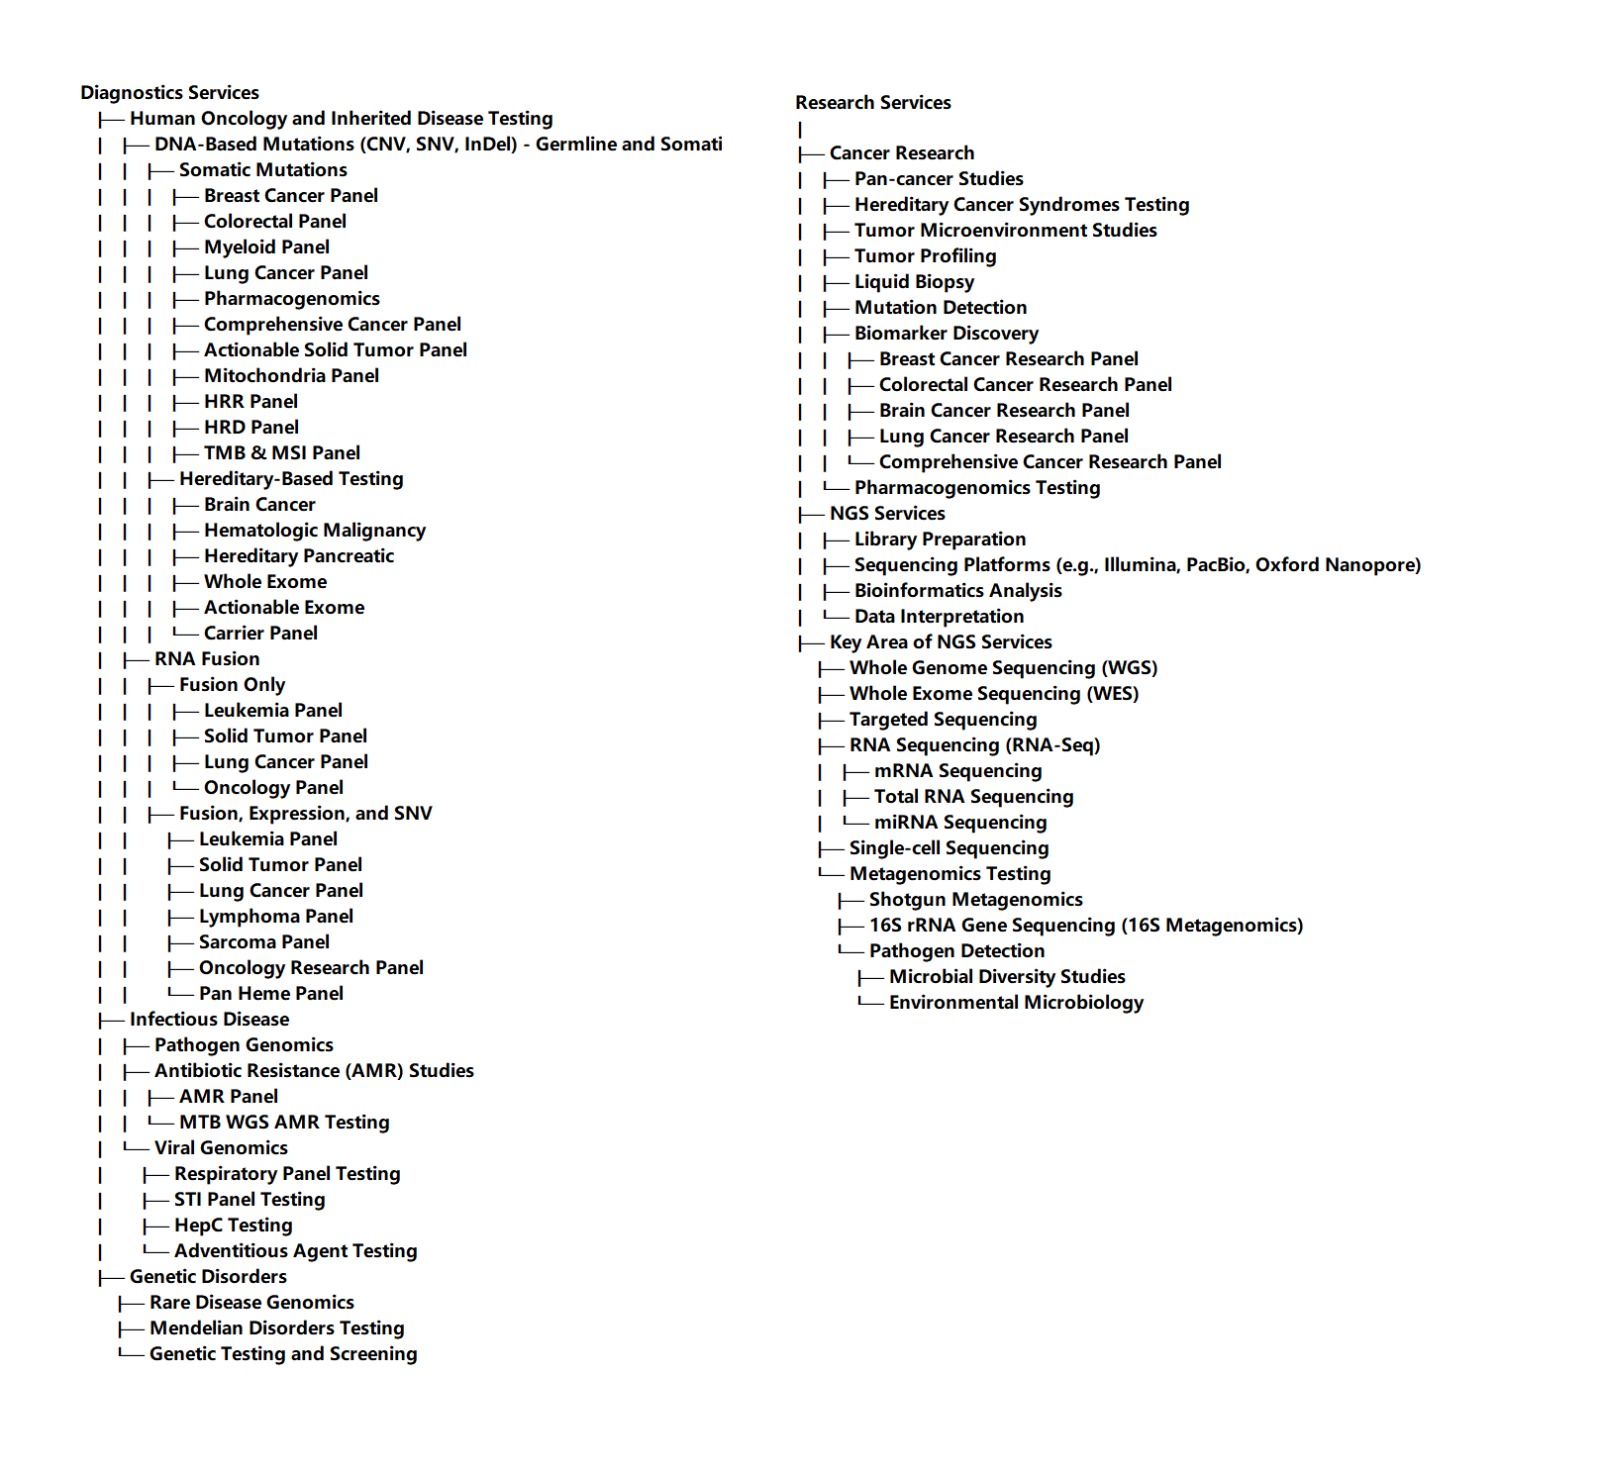 Diagnostics Services
├── Human Oncology and Inherited Disease Testing
|   ├── DNA-Based Mutations (CNV, SNV, InDel) - Germline and Somati
|   |   ├── Somatic Mutations
|   |   |   ├── Breast Cancer Panel
|   |   |   ├── Colorectal Panel
|   |   |   ├── Myeloid Panel
|   |   |   ├── Lung Cancer Panel
|   |   |   ├── Pharmacogenomics
|   |   |   ├── Comprehensive Cancer Panel
|   |   |   ├── Actionable Solid Tumor Panel
|   |   |   ├── Mitochondria Panel
|   |   |   ├── HRR Panel
|   |   |   ├── HRD Panel
|   |   |   ├── TMB & MSI Panel
|   |   ├── Hereditary-Based Testing
|   |   |   ├── Brain Cancer
|   |   |   ├── Hematologic Malignancy
|   |   |   ├── Hereditary Pancreatic
|   |   |   ├── Whole Exome
|   |   |   ├── Actionable Exome
|   |   |   └── Carrier Panel
|   ├── RNA Fusion
|   |   ├── Fusion Only
|   |   |   ├── Leukemia Panel
|   |   |   ├── Solid Tumor Panel
|   |   |   ├── Lung Cancer Panel
|   |   |   └── Oncology Panel
|   |   ├── Fusion, Expression, and SNV
|   |       ├── Leukemia Panel
|   |       ├── Solid Tumor Panel
|   |       ├── Lung Cancer Panel
|   |       ├── Lymphoma Panel
|   |       ├── Sarcoma Panel
|   |       ├── Oncology Research Panel
|   |       └── Pan Heme Panel
├── Infectious Disease
|   ├── Pathogen Genomics
|   ├── Antibiotic Resistance (AMR) Studies
|   |   ├── AMR Panel
|   |   └── MTB WGS AMR Testing
|   └── Viral Genomics
|       ├── Respiratory Panel Testing
|       ├── STI Panel Testing
|       ├── HepC Testing
|       └── Adventitious Agent Testing
├── Genetic Disorders
    ├── Rare Disease Genomics
    ├── Mendelian Disorders Testing
    └── Genetic Testing and Screening
Research Services
|
├── Cancer Research
|   ├── Pan-cancer Studies
|   ├── Hereditary Cancer Syndromes Testing
|   ├── Tumor Microenvironment Studies
|   ├── Tumor Profiling
|   ├── Liquid Biopsy
|   ├── Mutation Detection
|   ├── Biomarker Discovery
|   |   ├── Breast Cancer Research Panel
|   |   ├── Colorectal Cancer Research Panel
|   |   ├── Brain Cancer Research Panel
|   |   ├── Lung Cancer Research Panel
|   |   └── Comprehensive Cancer Research Panel
|   └── Pharmacogenomics Testing
├── NGS Services
|   ├── Library Preparation
|   ├── Sequencing Platforms (e.g., Illumina, PacBio, Oxford Nanopore)
|   ├── Bioinformatics Analysis
|   └── Data Interpretation
├── Key Area of NGS Services
    ├── Whole Genome Sequencing (WGS)
    ├── Whole Exome Sequencing (WES)
    ├── Targeted Sequencing
    ├── RNA Sequencing (RNA-Seq)
    |   ├── mRNA Sequencing
    |   ├── Total RNA Sequencing
    |   └── miRNA Sequencing
    ├── Single-cell Sequencing
    └── Metagenomics Testing
        ├── Shotgun Metagenomics
        ├── 16S rRNA Gene Sequencing (16S Metagenomics)
        └── Pathogen Detection
            ├── Microbial Diversity Studies
            └── Environmental Microbiology